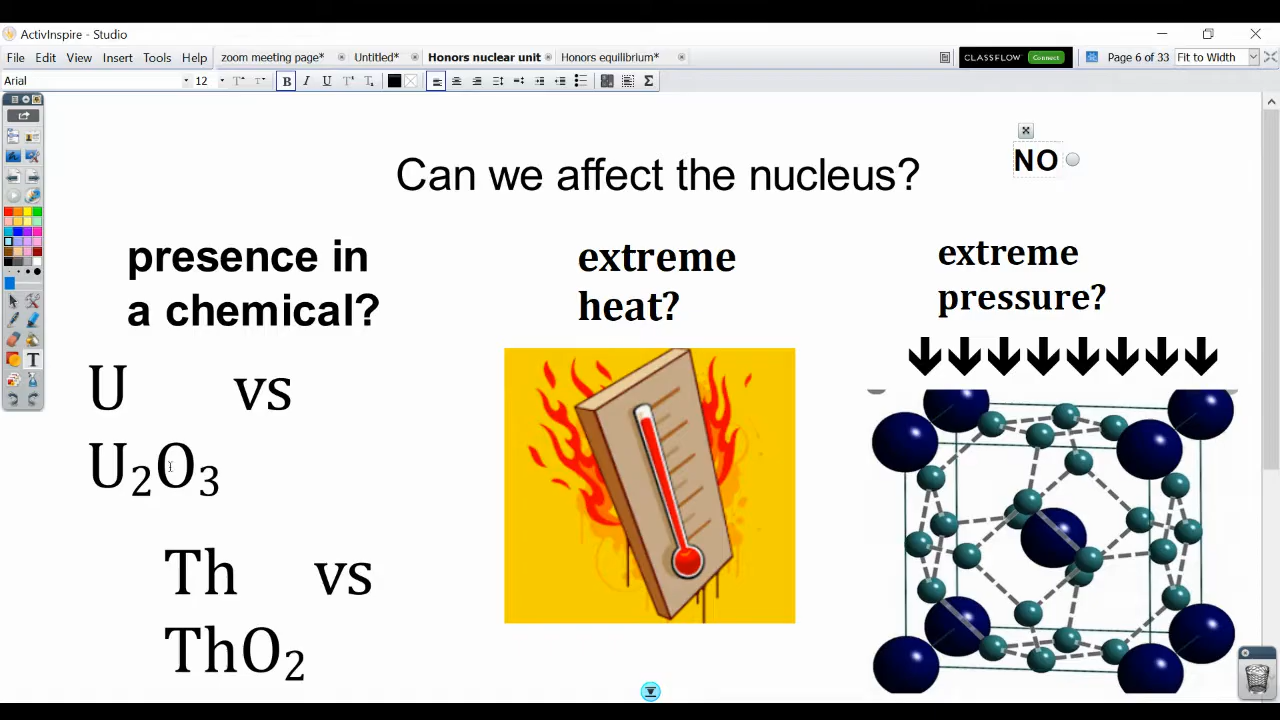 ActivInspire - Studio
File Edit View Insert Tools Help
zoom meeting page* Untitled* Honors nuclear unit Honors equilibrium*
CLASSFLOW Connect
Page 6 of 33 Fit to Width
Arial 12
B I U
Can we affect the nucleus?
NO
presence in
a chemical?
U vs
U₂O₃
Th vs
ThO₂
extreme
heat?
extreme
pressure?